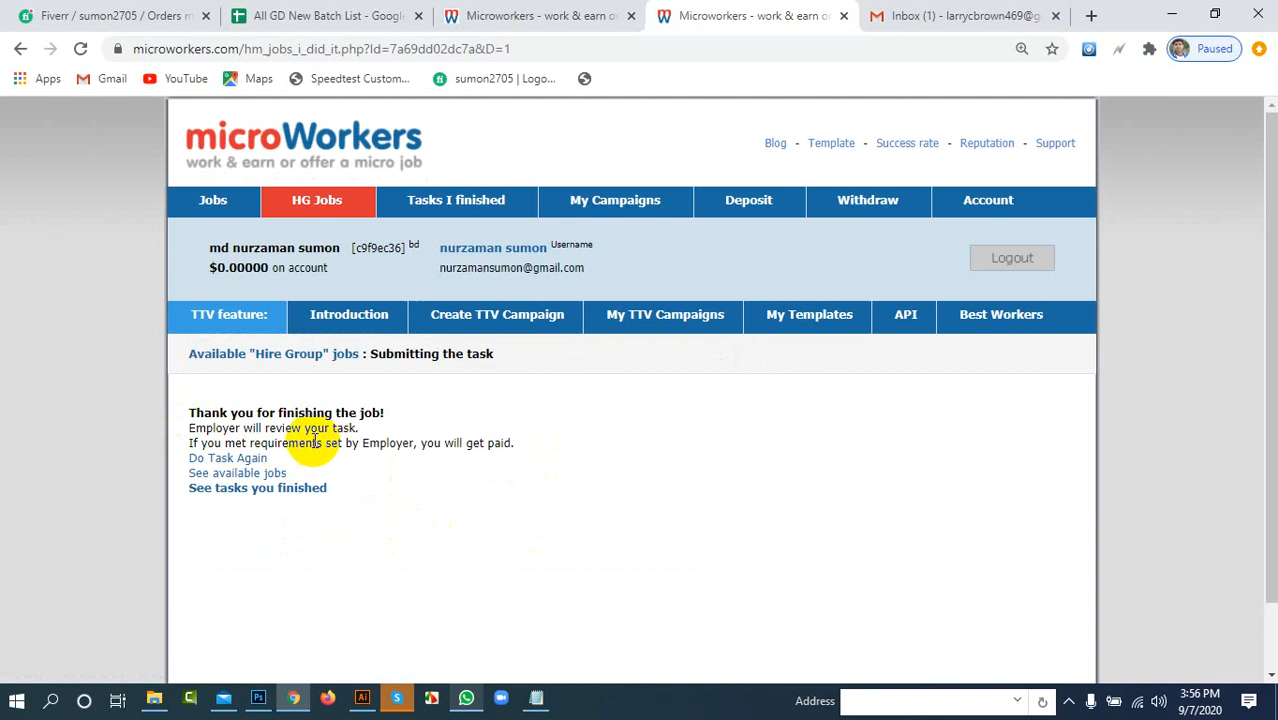 Fiverr / sumon2705 / Orders m
All GD New Batch List - Google
Microworkers - work & earn or
Microworkers - work & earn or
Inbox (1) - larrycbrown469@g
microworkers.com/hm_jobs_i_did_it.php?Id=7a69dd02dc7a&D=1
Paused
Apps
Gmail
YouTube
Maps
Speedtest Custom...
sumon2705 | Logo...
microWorkers
work & earn or offer a micro job
Blog - Template - Success rate - Reputation - Support
Jobs
HG Jobs
Tasks I finished
My Campaigns
Deposit
Withdraw
Account
md nurzaman sumon [c9f9ec36] bd
nurzaman sumon Username
$0.00000 on account
nurzamansumon@gmail.com
Logout
TTV feature:
Introduction
Create TTV Campaign
My TTV Campaigns
My Templates
API
Best Workers
Available "Hire Group" jobs : Submitting the task
Thank you for finishing the job!
Employer will review your task.
If you met requirements set by Employer, you will get paid.
Do Task Again
See available jobs
See tasks you finished
Address
3:56 PM
9/7/2020